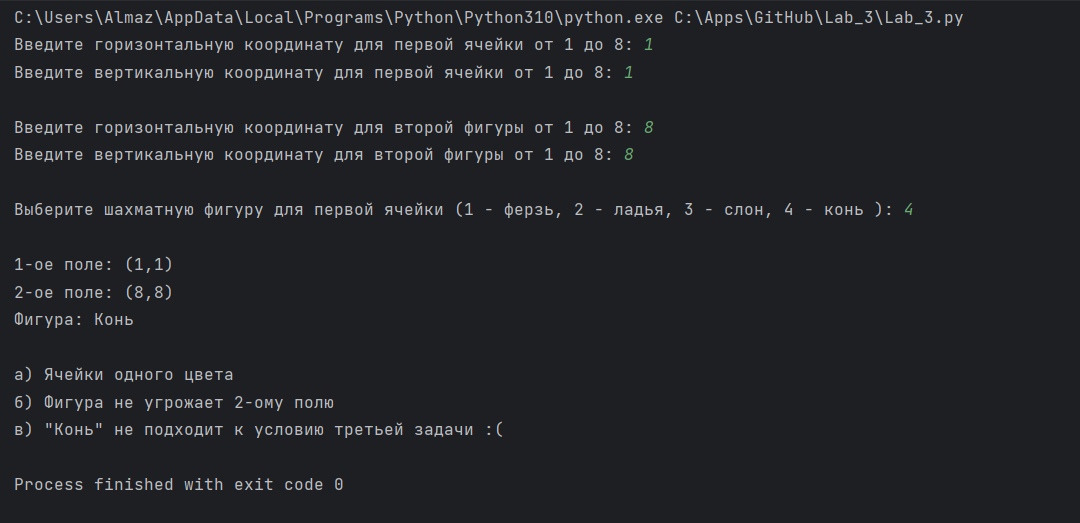 C:\Users\Almaz\AppData\Local\Programs\Python\Python310\python.exe C:\Apps\GitHub\Lab_3\Lab_3.py
Введите горизонтальную координату для первой ячейки от 1 до 8: 1
Введите вертикальную координату для первой ячейки от 1 до 8: 1
Введите горизонтальную координату для второй фигуры от 1 до 8: 8
Введите вертикальную координату для второй фигуры от 1 до 8: 8
Выберите шахматную фигуру для первой ячейки (1 - ферзь, 2 - ладья, 3 - слон, 4 - конь ): 4
1-ое поле: (1,1)
2-ое поле: (8,8)
Фигура: Конь
а) Ячейки одного цвета
б) Фигура не угрожает 2-ому полю
в) "Конь" не подходит к условию третьей задачи :(
Process finished with exit code 0